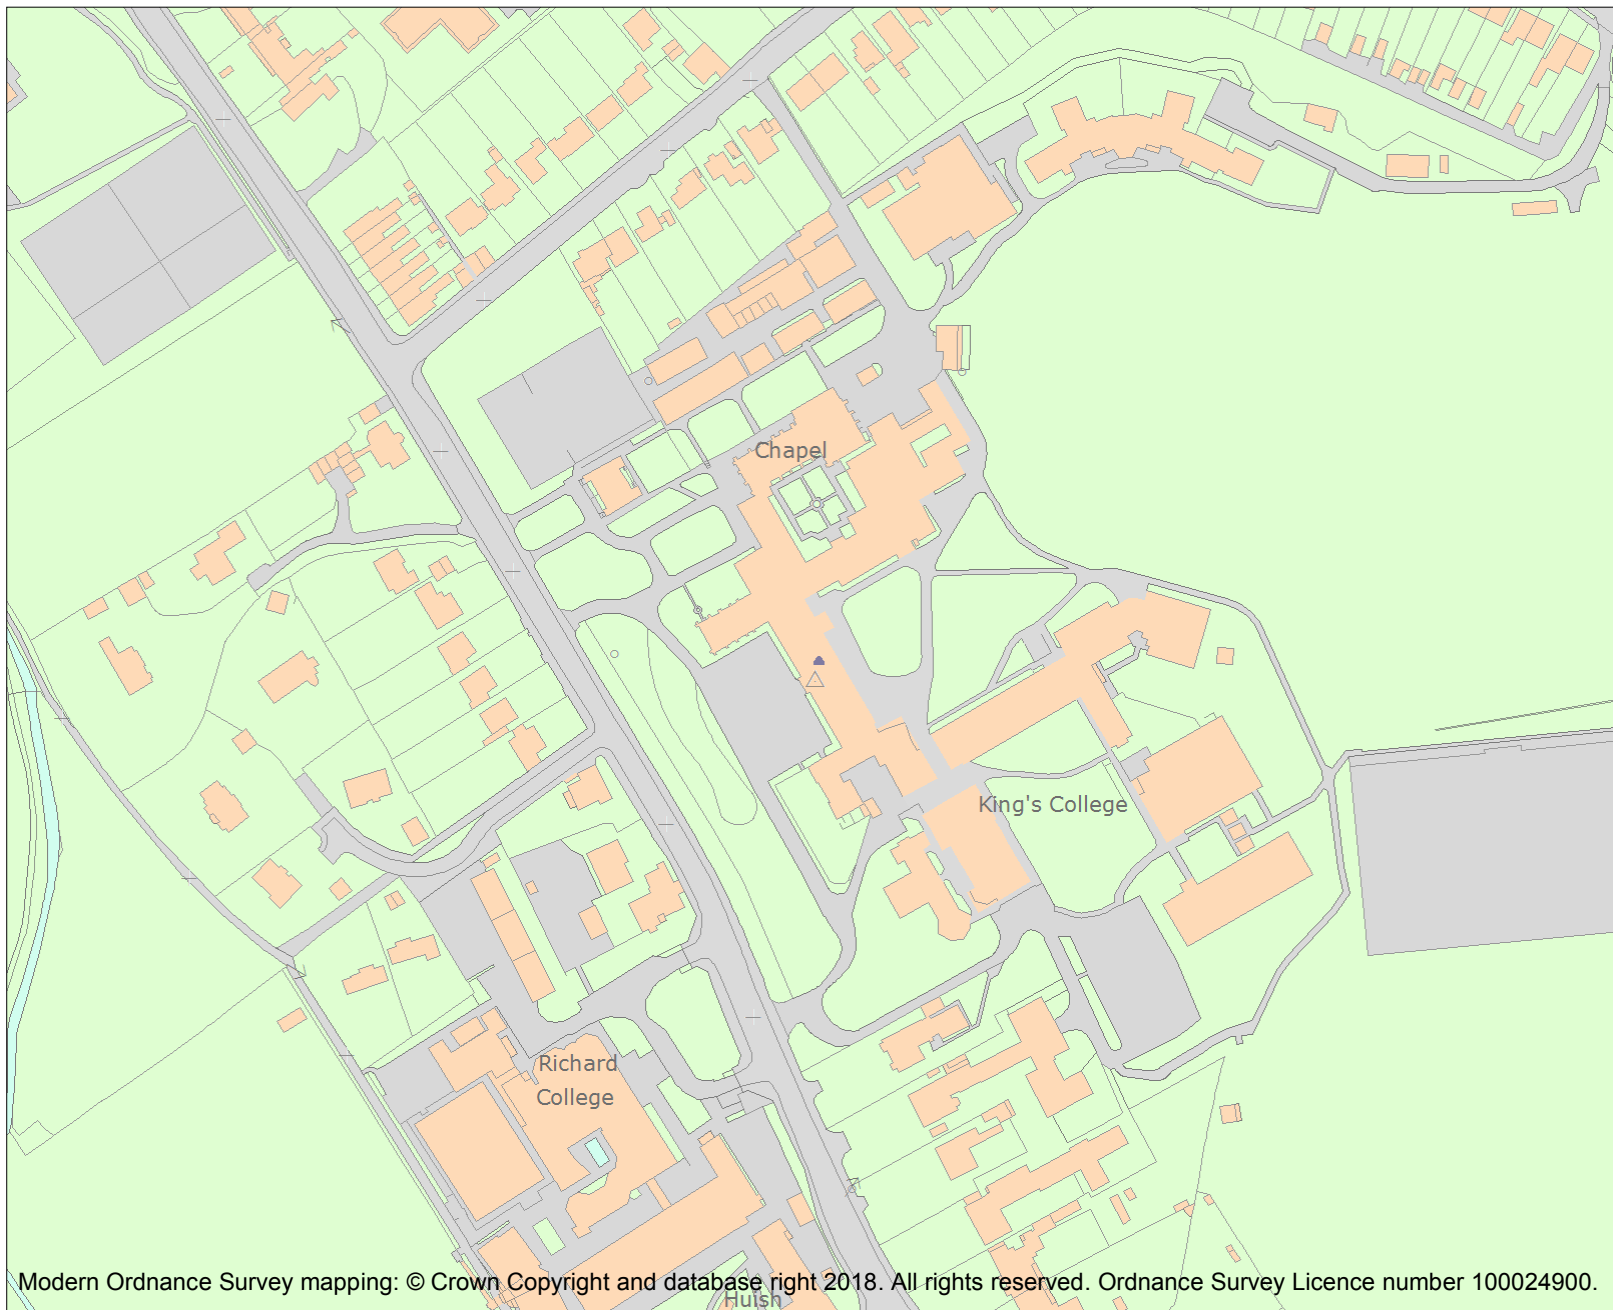 Chapel
King's College
Richard
College
Modern Ordnance Survey mapping: © Crown Copyright and database right 2018. All rights reserved. Ordnance Survey Licence number 100024900.
Huish